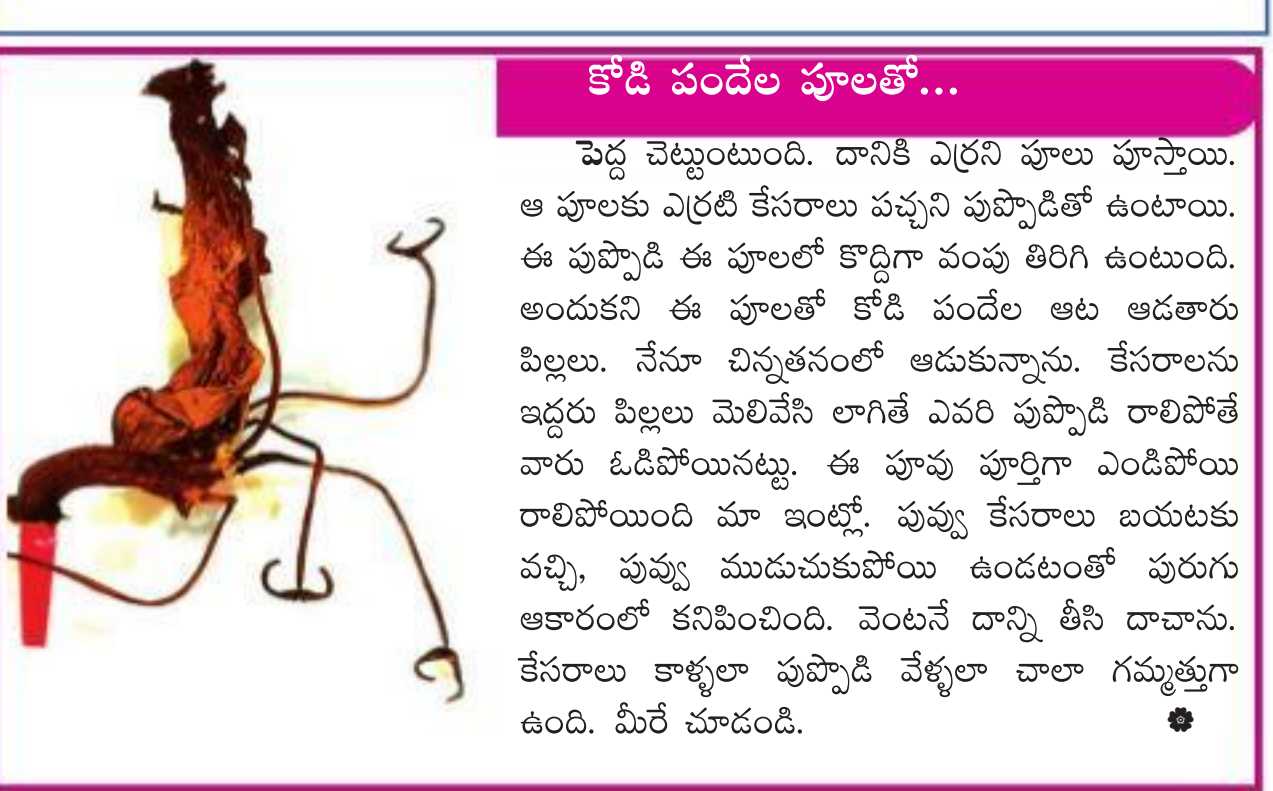 కోడి పందేల పూలతో...
పెద్ద చెట్టుంటుంది. దానికి ఎర్రని పూలు పూస్తాయి.
ఆ పూలకు ఎర్రటి కేసరాలు పచ్చని పుప్పొడితో ఉంటాయి.
ఈ పుప్పొడి ఈ పూలలో కొద్దిగా వంపు తిరిగి ఉంటుంది.
అందుకని ఈ పూలతో కోడి పందేల ఆట ఆడతారు
పిల్లలు. నేనూ చిన్నతనంలో ఆడుకున్నాను. కేసరాలను
ఇద్దరు పిల్లలు మెలివేసి లాగితే ఎవరి పుప్పొడి రాలిపోతే
వారు ఓడిపోయినట్టు. ఈ పూవు పూర్తిగా ఎండిపోయి
రాలిపోయింది మా ఇంట్లో. పువ్వు కేసరాలు బయటకు
వచ్చి, పువ్వు ముడుచుకుపోయి ఉండటంతో పురుగు
ఆకారంలో కనిపించింది. వెంటనే దాన్ని తీసి దాచాను.
కేసరాలు కాళ్ళలా పుప్పొడి వేళ్ళలా చాలా గమ్మత్తుగా
ఉంది. మీరే చూడండి.